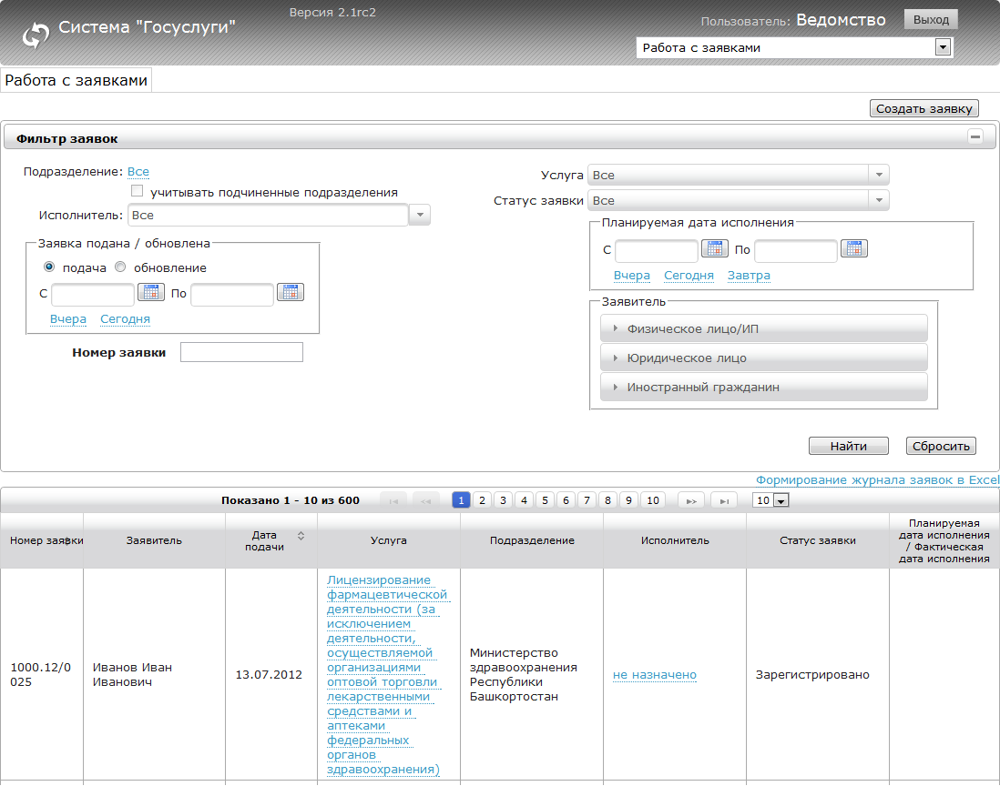 Версия 2.1rc2
Система "Госуслуги"
Пользователь: Ведомство
Выход
Работа с заявками
Работа с заявками
Создать заявку
Фильтр заявок
Подразделение: Все
учитывать подчиненные подразделения
Исполнитель: Все
Заявка подана / обновлена
подача обновление
С По
Вчера Сегодня
Номер заявки
Услуга Все
Статус заявки Все
Планируемая дата исполнения
С По
Вчера Сегодня Завтра
Заявитель
Физическое лицо/ИП
Юридическое лицо
Иностранный гражданин
Найти Сбросить
Формирование журнала заявок в Excel
Показано 1 - 10 из 600 1 2 3 4 5 6 7 8 9 10 10
Номер заявки
Заявитель
Дата
подачи
Услуга
Подразделение
Исполнитель
Статус заявки
Планируемая
дата исполнения
/ Фактическая
дата исполнения
1000.12/0
025
Иванов Иван
Иванович
13.07.2012
Лицензирование
фармацевтической
деятельности (за
исключением
деятельности,
осуществляемой
организациями
оптовой торговли
лекарственными
средствами и
аптеками
федеральных
органов
здравоохранения)
Министерство
здравоохранения
Республики
Башкортостан
не назначено
Зарегистрировано